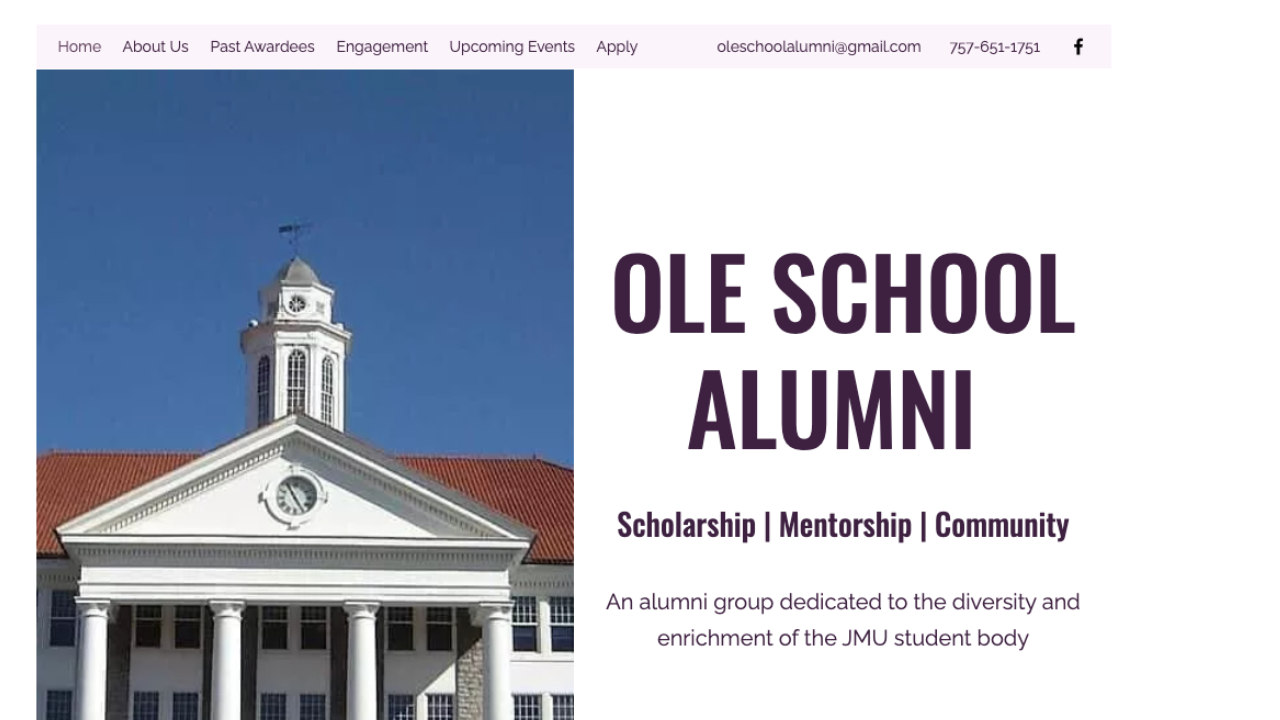 Home About Us Past Awardees Engagement Upcoming Events Apply oleschoolalumni@gmail.com 757-651-1751
OLE SCHOOL
ALUMNI
Scholarship | Mentorship | Community
An alumni group dedicated to the diversity and
enrichment of the JMU student body